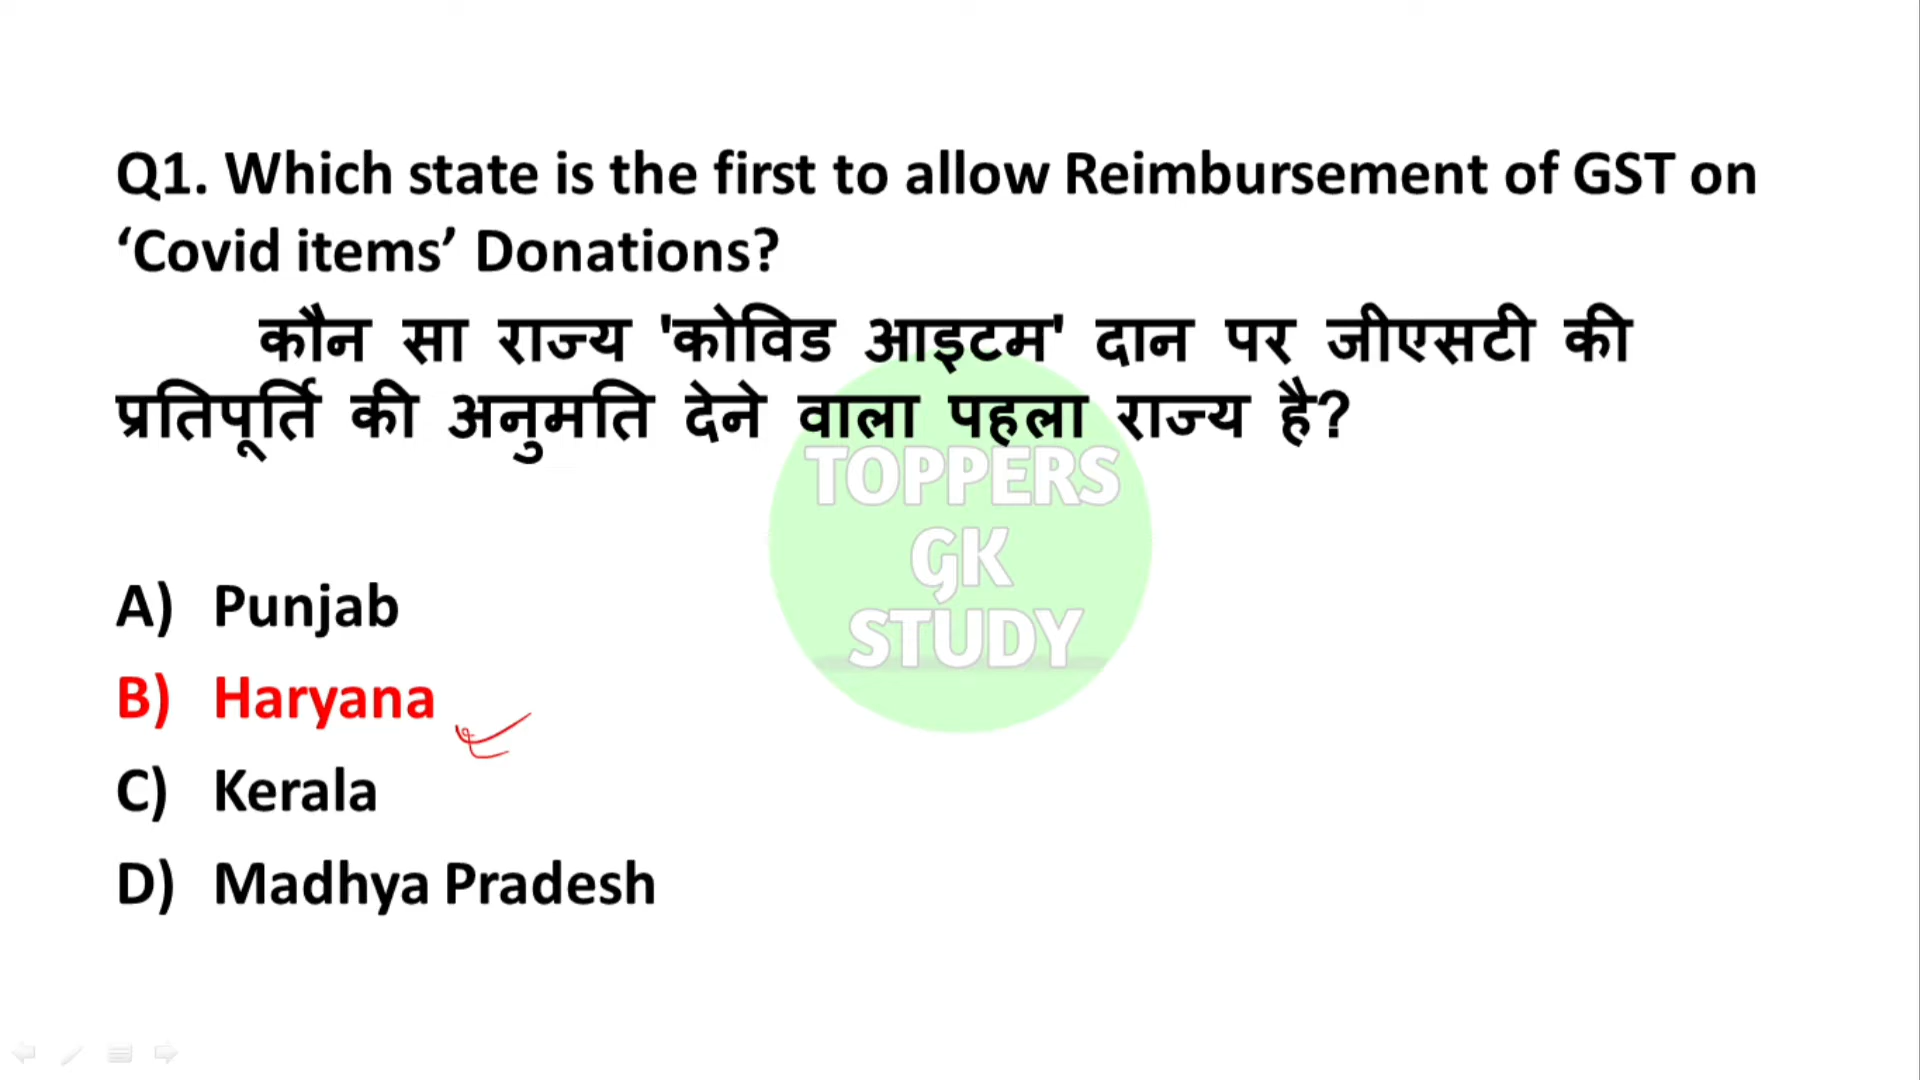 Q1. Which state is the first to allow Reimbursement of GST on
‘Covid items’ Donations?
कौन सा राज्य 'कोविड आइटम' दान पर जीएसटी की
प्रतिपूर्ति की अनुमति देने वाला पहला राज्य है?
TOPPERS
GK
STUDY
A) Punjab
B) Haryana
C) Kerala
D) Madhya Pradesh